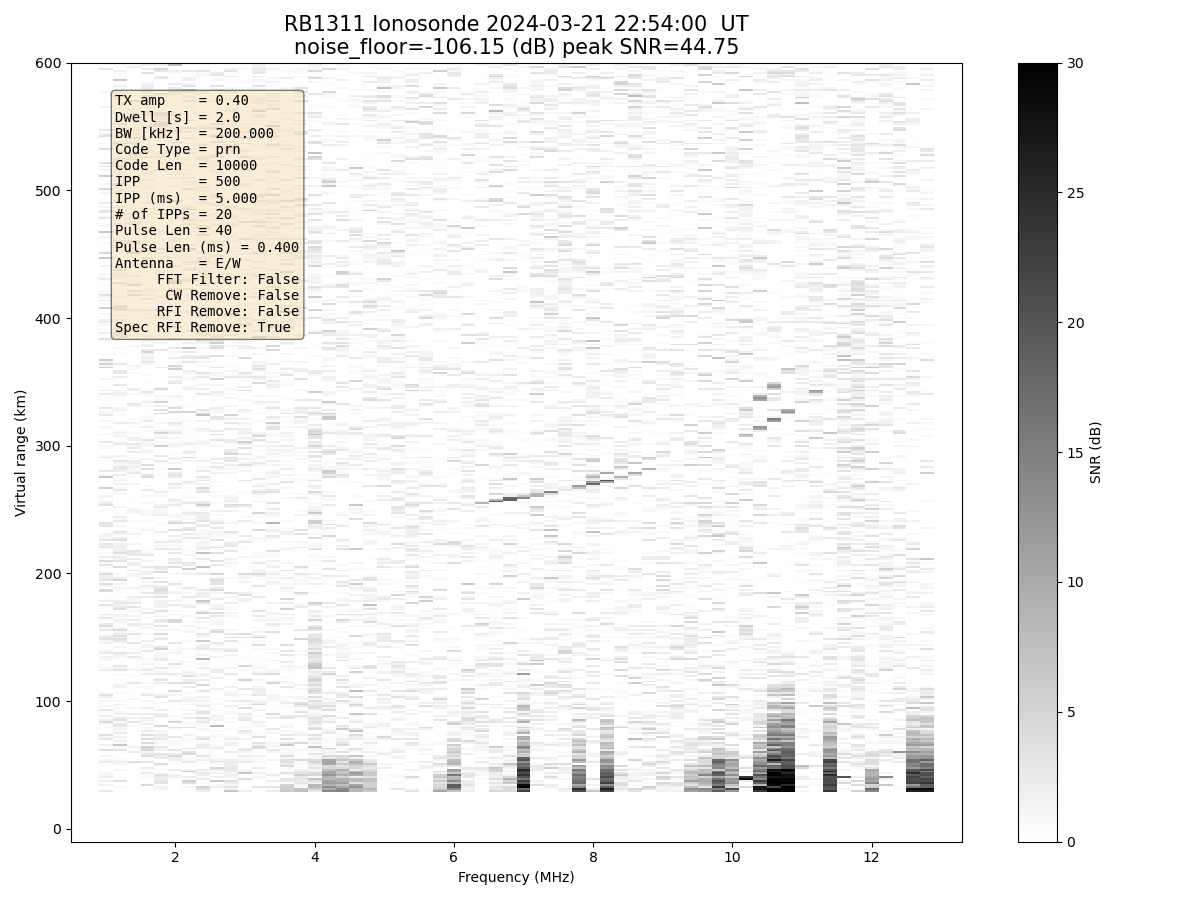 RB1311 Ionosonde 2024-03-21 22:54:00  UT
noise_floor=-106.15 (dB) peak SNR=44.75
TX amp    = 0.40
Dwell [s] = 2.0
BW [kHz]  = 200.000
Code Type = prn
Code Len  = 10000
IPP       = 500
IPP (ms)  = 5.000
# of IPPs = 20
Pulse Len = 40
Pulse Len (ms) = 0.400
Antenna   = E/W
FFT Filter: False
CW Remove: False
RFI Remove: False
Spec RFI Remove: True
600
500
400
300
200
100
0
Virtual range (km)
2
4
6
8
10
12
Frequency (MHz)
30
25
20
15
10
5
0
SNR (dB)